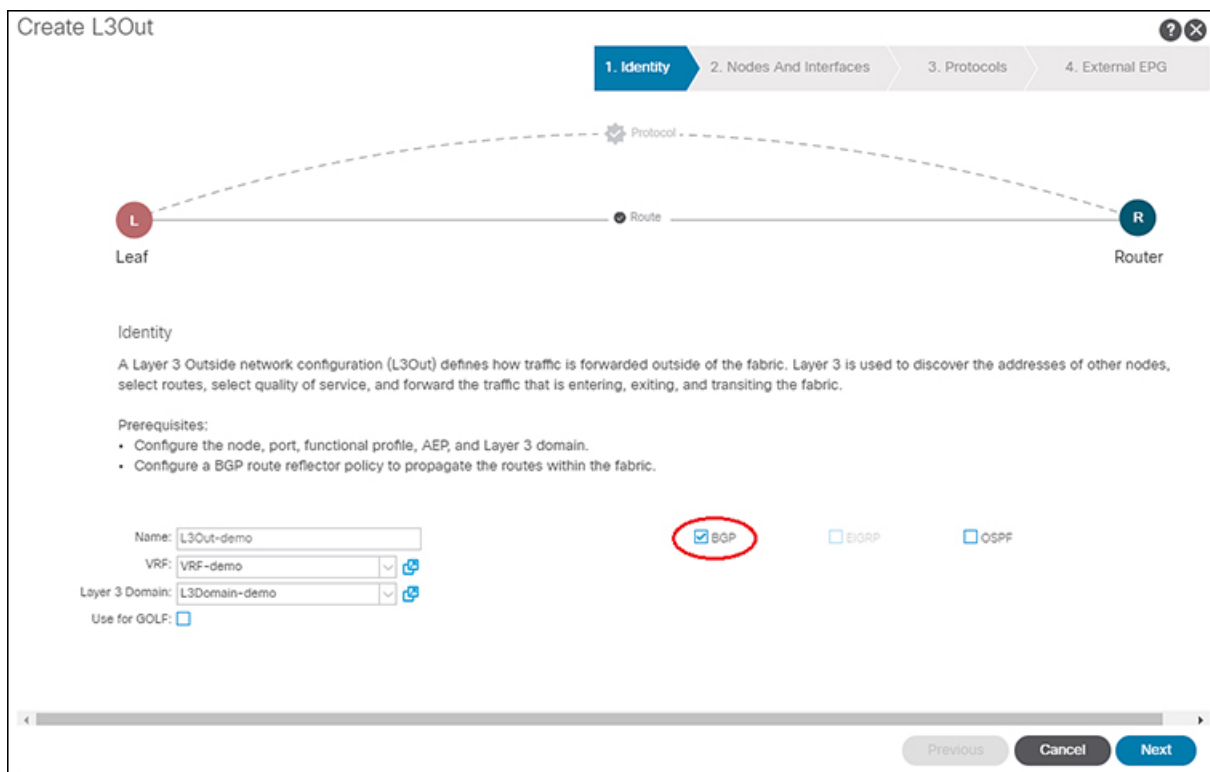 Create L3Out
?
1. Identity
2. Nodes And Interfaces
3. Protocols
4. External EPG
Protocol
L
Route
R
Leaf
Router
Identity
A Layer 3 Outside network configuration (L3Out) defines how traffic is forwarded outside of the fabric. Layer 3 is used to discover the addresses of other nodes,
select routes, select quality of service, and forward the traffic that is entering, exiting, and transiting the fabric.
Prerequisites:
• Configure the node, port, functional profile, AEP, and Layer 3 domain.
• Configure a BGP route reflector policy to propagate the routes within the fabric.
Name: L3Out-demo
BGP
EIGRP
OSPF
VRF: VRF-demo
Layer 3 Domain: L3Domain-demo
Use for GOLF:
Previous
Cancel
Next